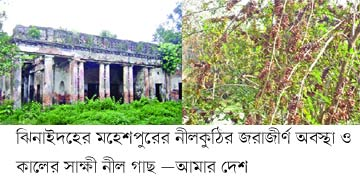 ঝিনাইদহের মহেশপুরের নীলকুঠির জরাজীর্ণ অবস্থা ও
কালের সাক্ষী নীল গাছ –আমার দেশ